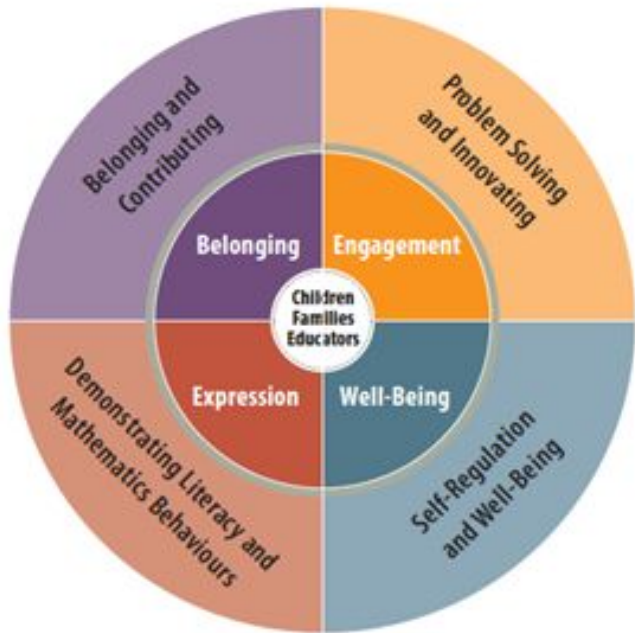 Belonging and
Contributing
Problem Solving
and Innovating
Belonging
Engagement
Children
Families
Educators
Expression
Well-Being
Demonstrating Literacy and
Mathematics Behaviours
Self-Regulation
and Well-Being